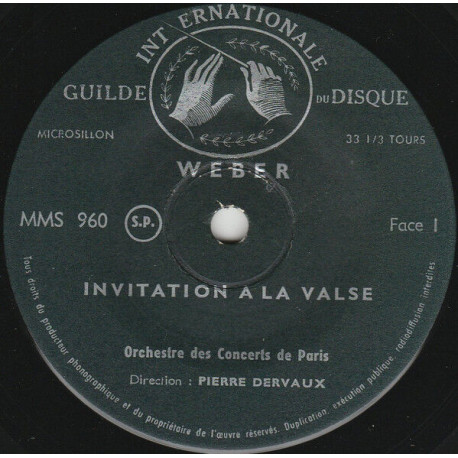 INTERNATIONALE
GUILDE DU DISQUE
MICROSILLON 33 1/3 TOURS
WEBER
MMS 960 S.P. Face 1
INVITATION A LA VALSE
Orchestre des Concerts de Paris
Direction : PIERRE DERVAUX
Tous droits du producteur phonographique et du propriétaire de l'œuvre réservés. Duplication, exécution publique, radiodiffusion interdites